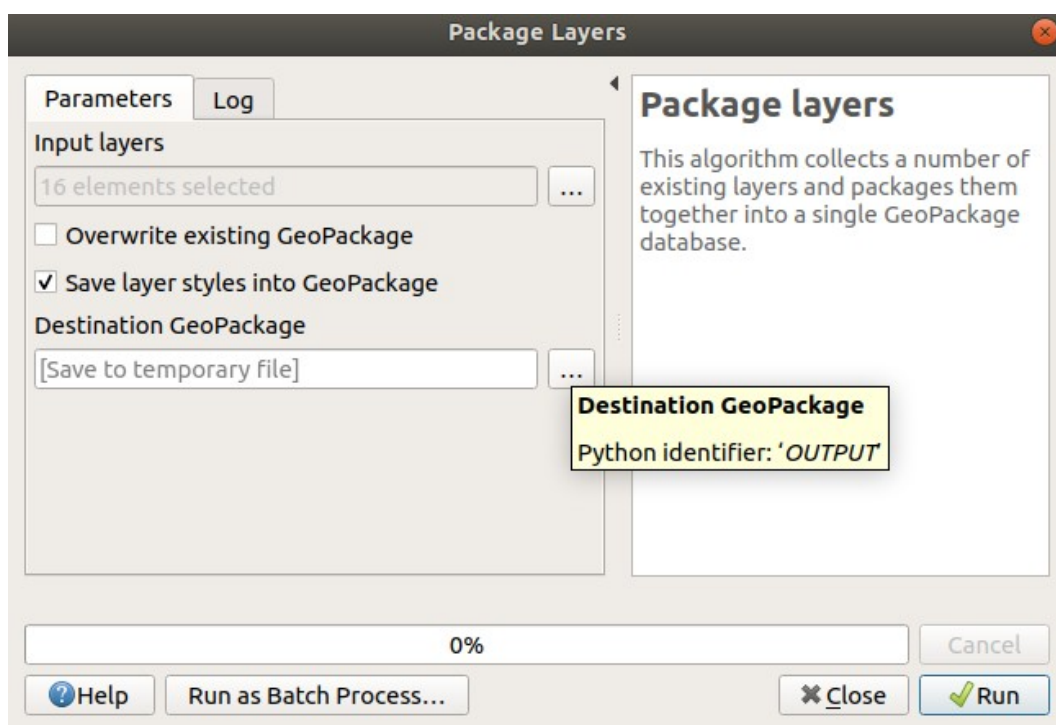 Package Layers
Parameters
Log
Input layers
16 elements selected
...
Overwrite existing GeoPackage
Save layer styles into GeoPackage
Destination GeoPackage
[Save to temporary file]
...
Destination GeoPackage
Python identifier: ‘OUTPUT’
Package layers
This algorithm collects a number of
existing layers and packages them
together into a single GeoPackage
database.
0%
Cancel
Help
Run as Batch Process...
Close
Run